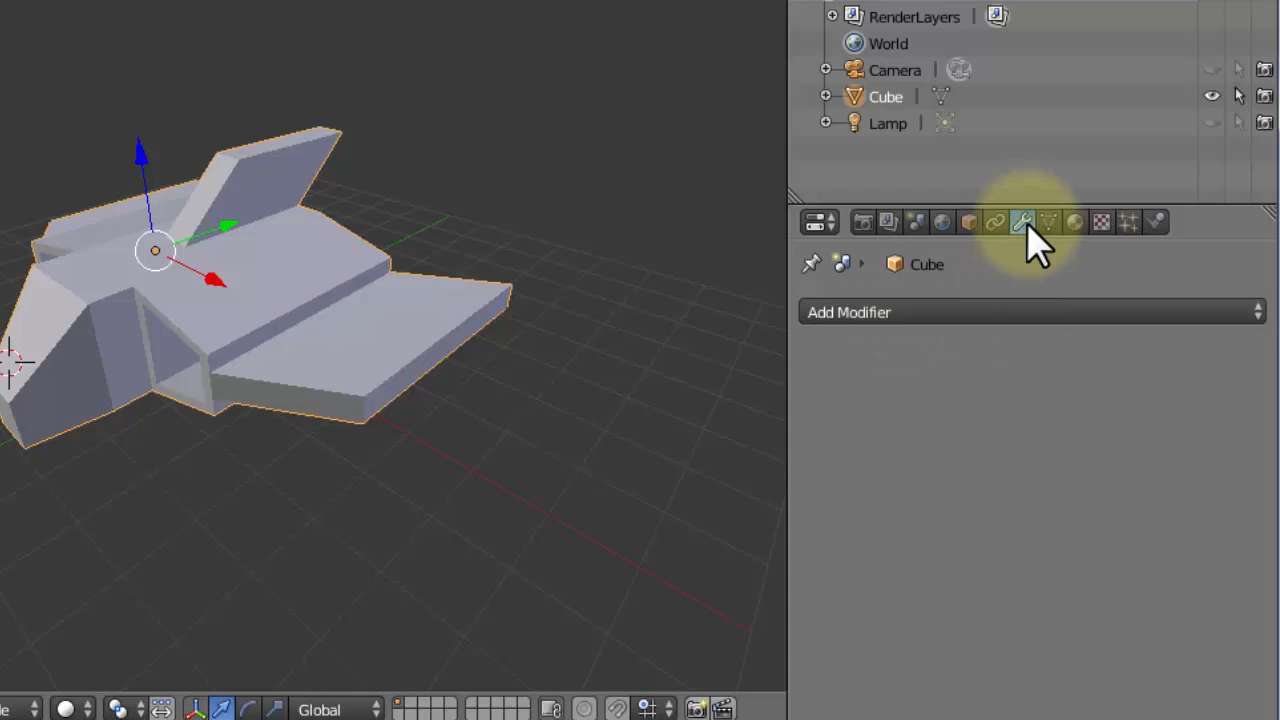 RenderLayers
World
Camera
Cube
Lamp
Cube
Add Modifier
Global